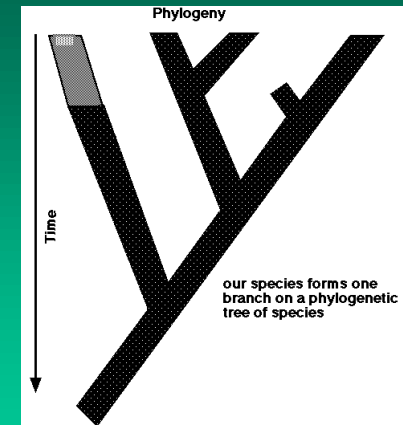 Phylogeny
Time
our species forms one
branch on a phylogenetic
tree of species